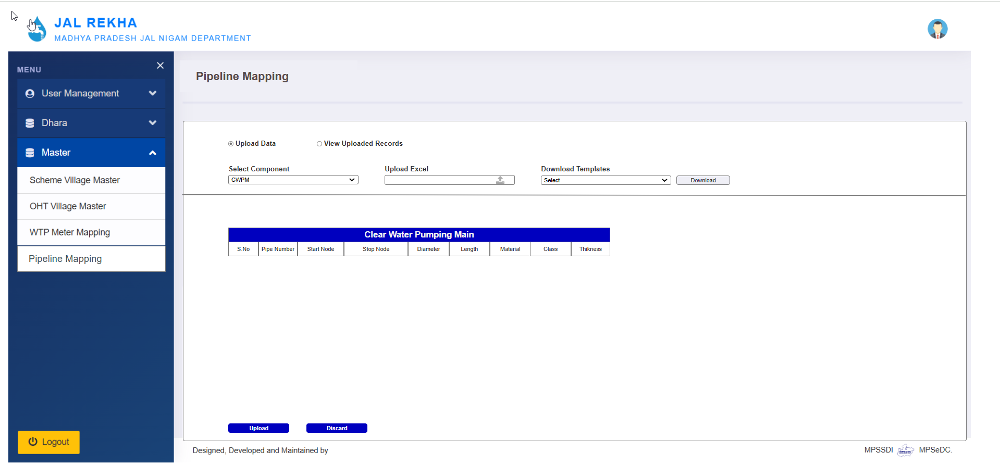 JAL REKHA
MADHYA PRADESH JAL NIGAM DEPARTMENT
MENU
User Management
Dhara
Master
Scheme Village Master
OHT Village Master
WTP Meter Mapping
Pipeline Mapping
Logout
Pipeline Mapping
Upload Data View Uploaded Records
Select Component Upload Excel Download Templates
CWPM Select Download
Clear Water Pumping Main
S.No Pipe Number Start Node Stop Node Diameter Length Material Class Thikness
Upload Discard
Designed, Developed and Maintained by MPSSDI MPSeDC.